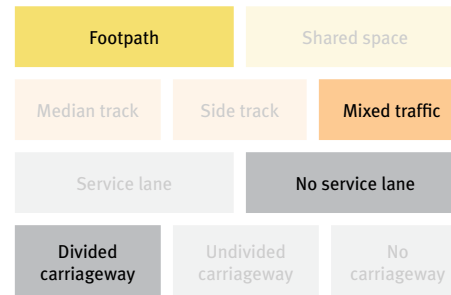 Footpath
Shared space
Median track
Side track
Mixed traffic
Service lane
No service lane
Divided
carriageway
Undivided
carriageway
No
carriageway